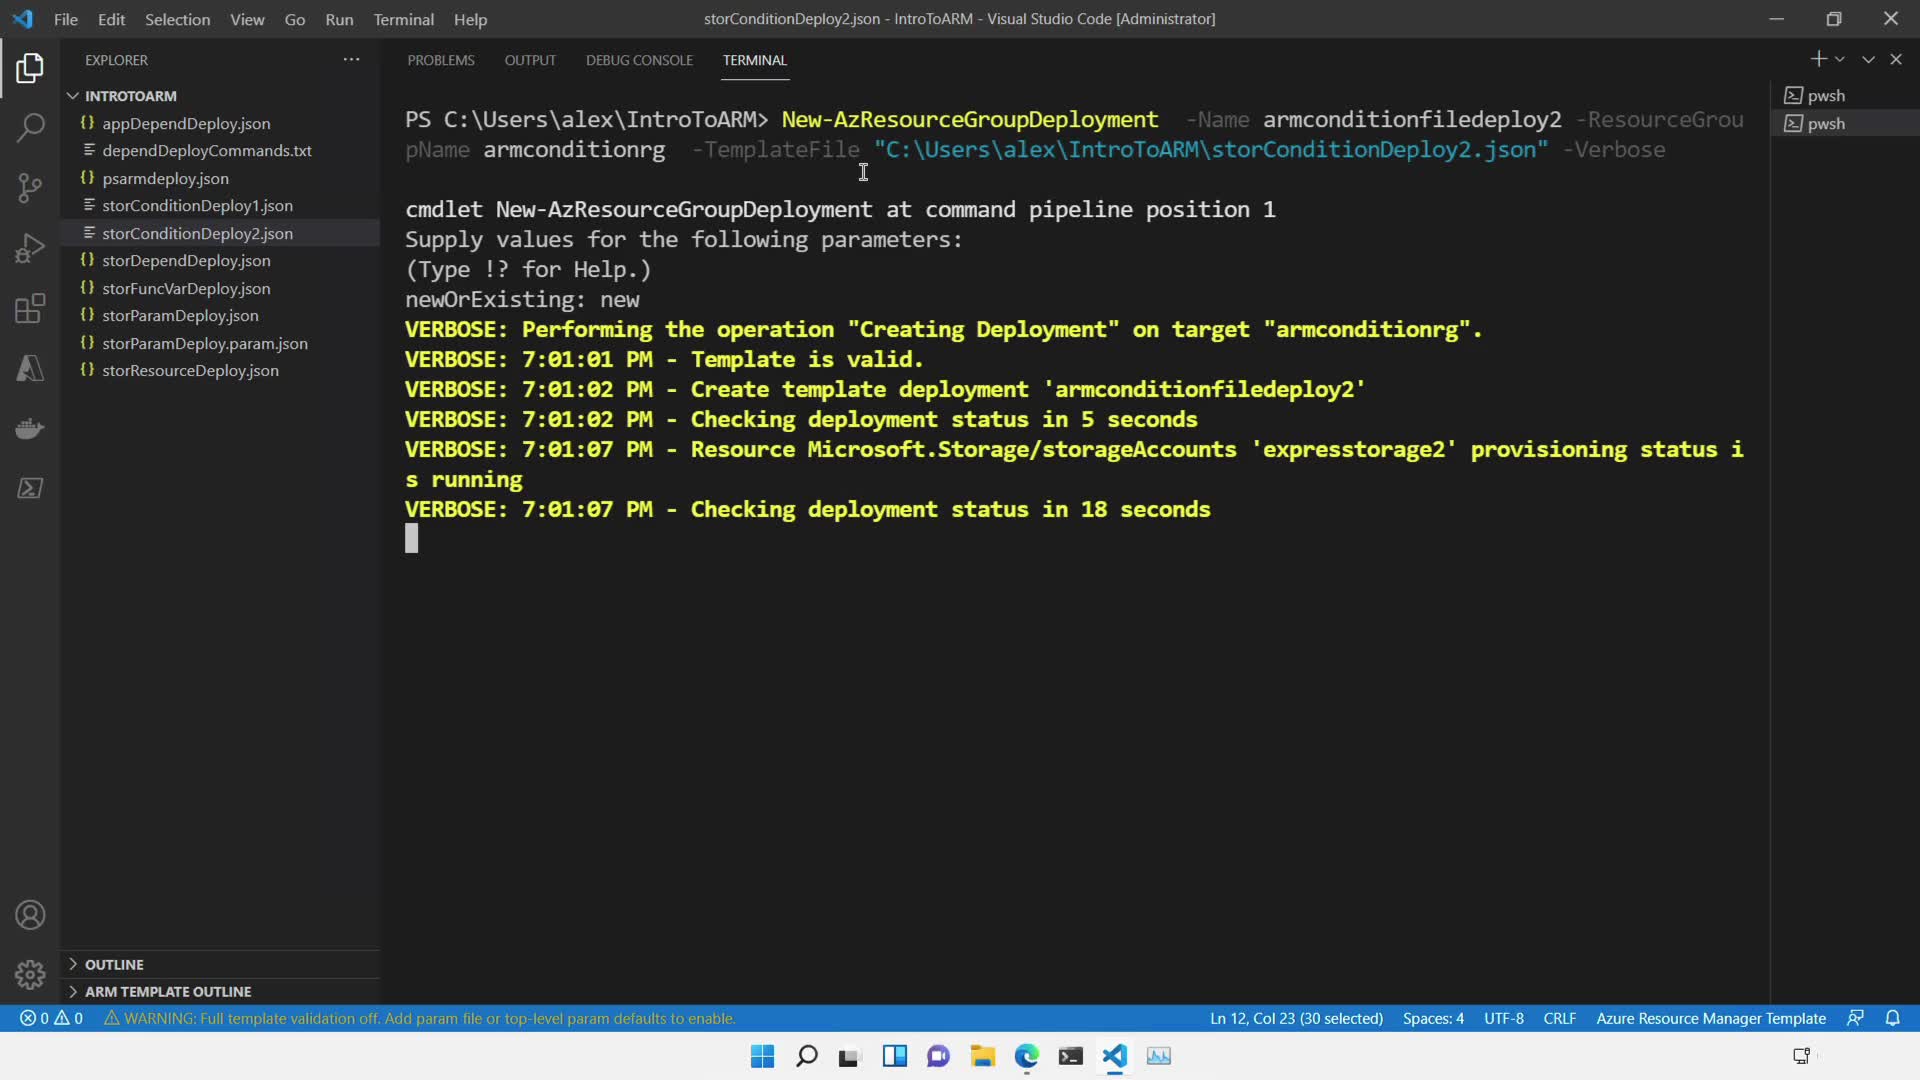 File Edit Selection View Go Run Terminal Help
storConditionDeploy2.json - IntroToARM - Visual Studio Code [Administrator]
EXPLORER
INTROTOARM
{} appDependDeploy.json
dependDeployCommands.txt
{} psarmdeploy.json
storConditionDeploy1.json
storConditionDeploy2.json
{} storDependDeploy.json
{} storFuncVarDeploy.json
{} storParamDeploy.json
{} storParamDeploy.param.json
{} storResourceDeploy.json
OUTLINE
ARM TEMPLATE OUTLINE
PROBLEMS OUTPUT DEBUG CONSOLE TERMINAL
PS C:\Users\alex\IntroToARM> New-AzResourceGroupDeployment  -Name armconditionfiledeploy2 -ResourceGrou
pName armconditionrg  -TemplateFile "C:\Users\alex\IntroToARM\storConditionDeploy2.json" -Verbose
cmdlet New-AzResourceGroupDeployment at command pipeline position 1
Supply values for the following parameters:
(Type !? for Help.)
newOrExisting: new
VERBOSE: Performing the operation "Creating Deployment" on target "armconditionrg".
VERBOSE: 7:01:01 PM - Template is valid.
VERBOSE: 7:01:02 PM - Create template deployment 'armconditionfiledeploy2'
VERBOSE: 7:01:02 PM - Checking deployment status in 5 seconds
VERBOSE: 7:01:07 PM - Resource Microsoft.Storage/storageAccounts 'expresstorage2' provisioning status i
s running
VERBOSE: 7:01:07 PM - Checking deployment status in 18 seconds
pwsh
pwsh
0 0 WARNING: Full template validation off. Add param file or top-level param defaults to enable.
Ln 12, Col 23 (30 selected) Spaces: 4 UTF-8 CRLF Azure Resource Manager Template